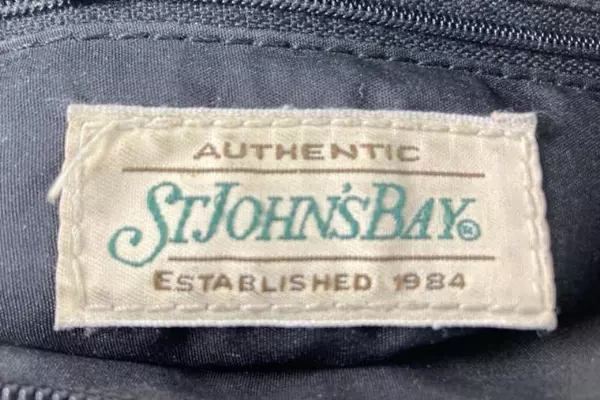 AUTHENTIC
ST JOHN'S BAY®
ESTABLISHED 1984